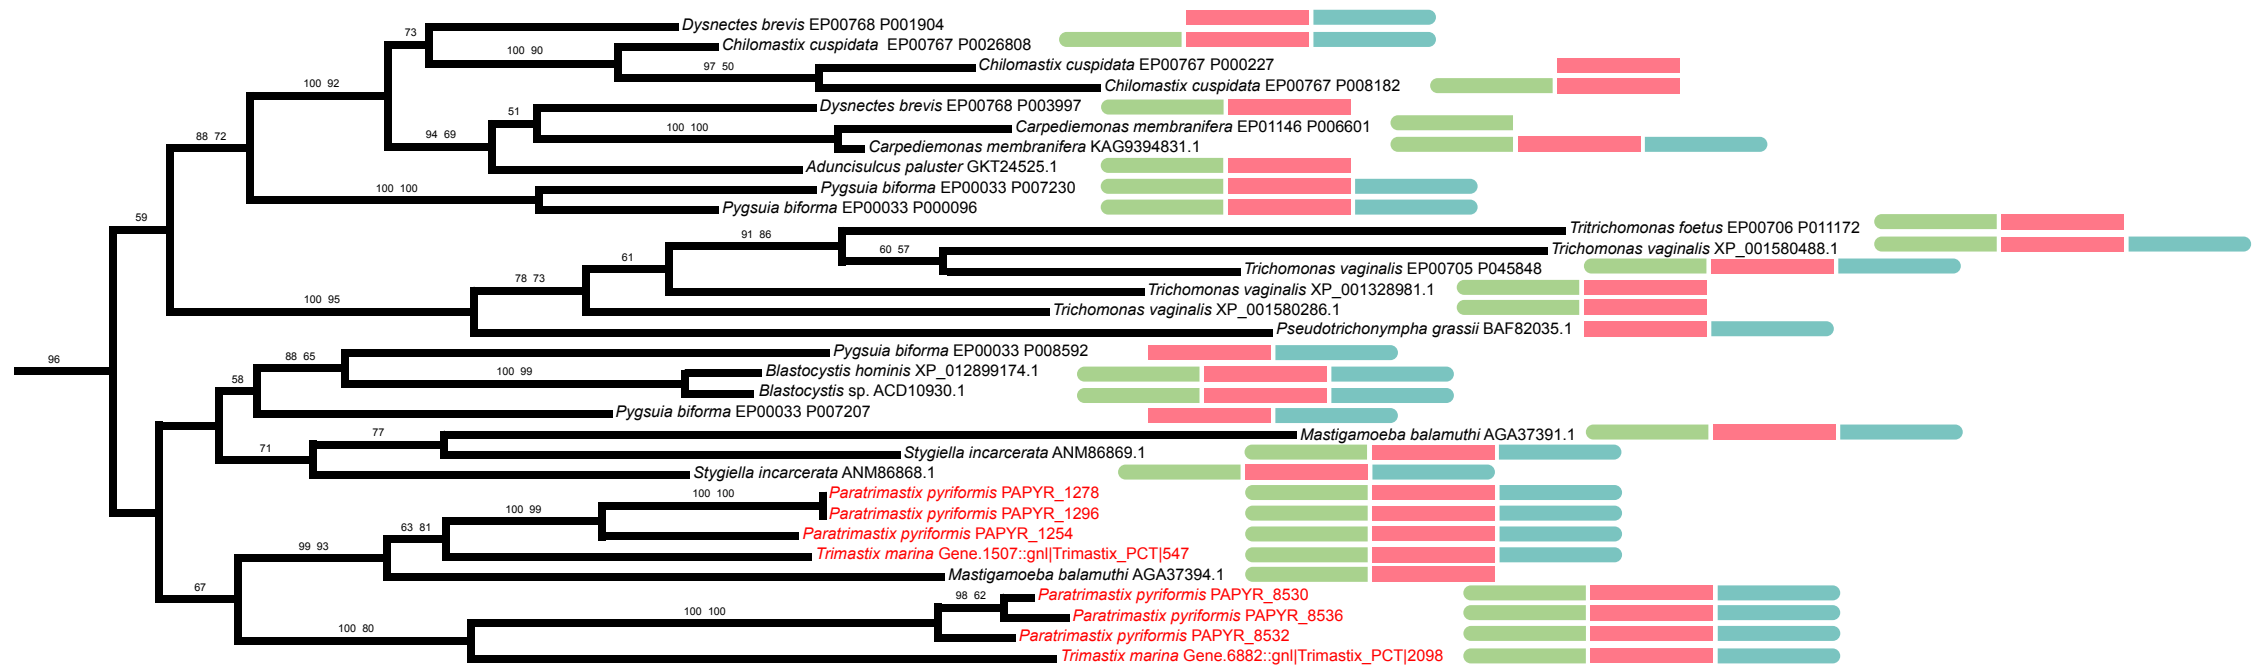 Dysnectes brevis EP00768 P001904
73
Chilomastix cuspidata EP00767 P0026808
100 90
Chilomastix cuspidata EP00767 P000227
97 50
Chilomastix cuspidata EP00767 P008182
100 92
Dysnectes brevis EP00768 P003997
51
Carpediemonas membranifera EP01146 P006601
88 72
94 69
100 100
Carpediemonas membranifera KAG9394831.1
Aduncisulcus paluster GKT24525.1
100 100
Pygsuia biforma EP00033 P007230
Pygsuia biforma EP00033 P000096
59
Tritrichomonas foetus EP00706 P011172
91 86
60 57
Trichomonas vaginalis XP_001580488.1
61
Trichomonas vaginalis EP00705 P045848
78 73
Trichomonas vaginalis XP_001328981.1
100 95
Trichomonas vaginalis XP_001580286.1
Pseudotrichonympha grassii BAF82035.1
96
88 65
Pygsuia biforma EP00033 P008592
100 99
Blastocystis hominis XP_012899174.1
58
Blastocystis sp. ACD10930.1
Pygsuia biforma EP00033 P007207
77
Mastigamoeba balamuthi AGA37391.1
71
Stygiella incarcerata ANM86869.1
Stygiella incarcerata ANM86868.1
100 100
Paratrimastix pyriformis PAPYR_1278
100 99
Paratrimastix pyriformis PAPYR_1296
63 81
Paratrimastix pyriformis PAPYR_1254
99 93
Trimastix marina Gene.1507::gnl|Trimastix_PCT|547
Mastigamoeba balamuthi AGA37394.1
67
98 62
Paratrimastix pyriformis PAPYR_8530
100 100
Paratrimastix pyriformis PAPYR_8536
100 80
Paratrimastix pyriformis PAPYR_8532
Trimastix marina Gene.6882::gnl|Trimastix_PCT|2098